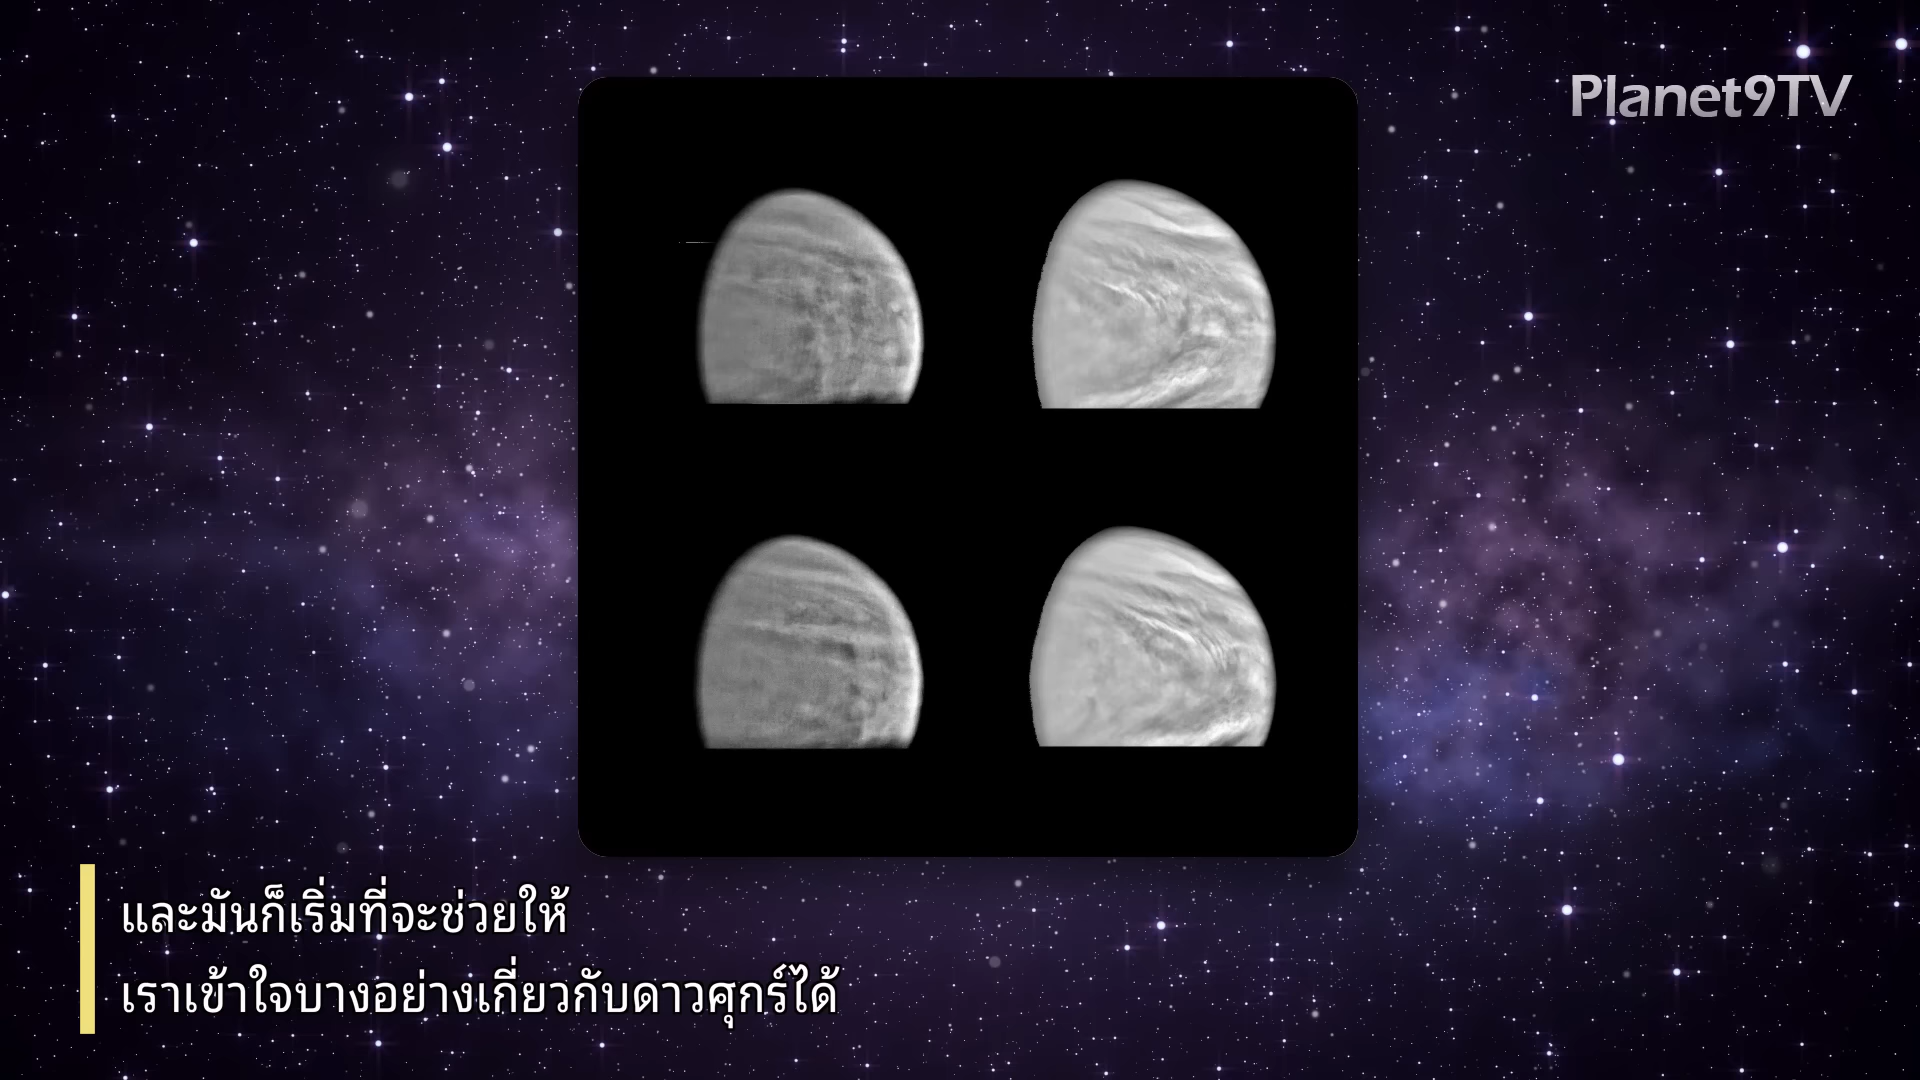 Planet9TV
และมันก็เริ่มที่จะช่วยให้
เราเข้าใจบางอย่างเกี่ยวกับดาวศุกร์ได้